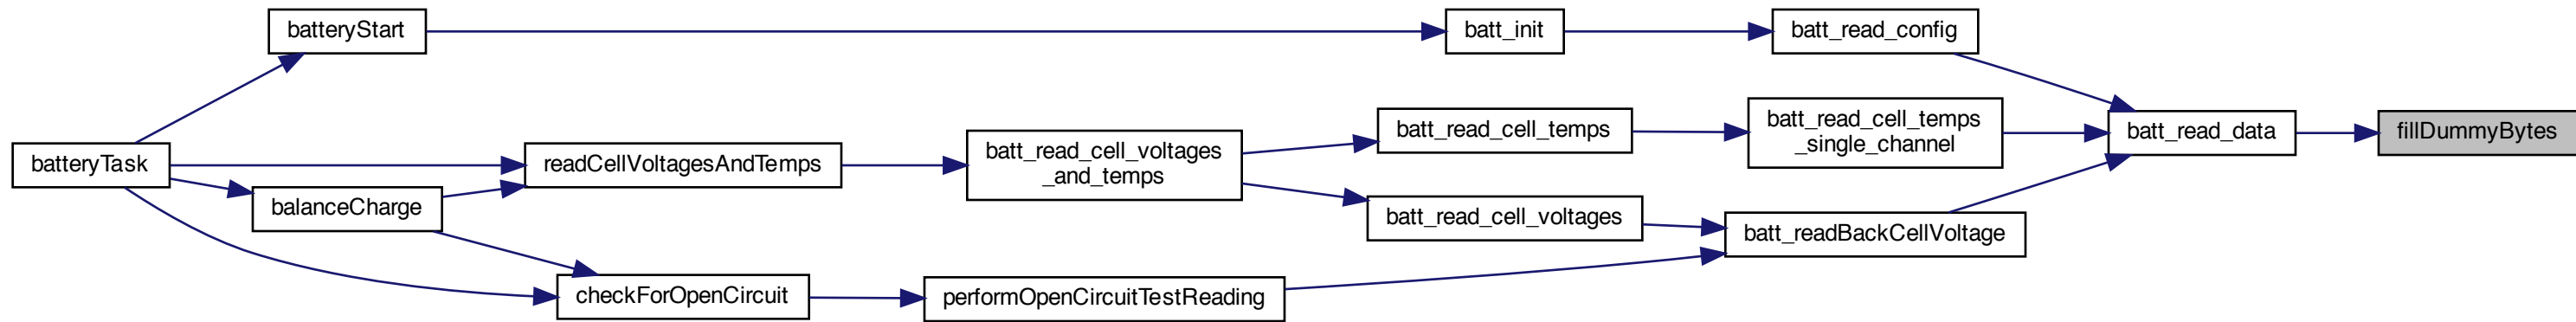 batteryStart
batt_init
batt_read_config
batteryTask
readCellVoltagesAndTemps
batt_read_cell_voltages
_and_temps
batt_read_cell_temps
batt_read_cell_temps
_single_channel
batt_read_data
fillDummyBytes
balanceCharge
batt_read_cell_voltages
batt_readBackCellVoltage
checkForOpenCircuit
performOpenCircuitTestReading